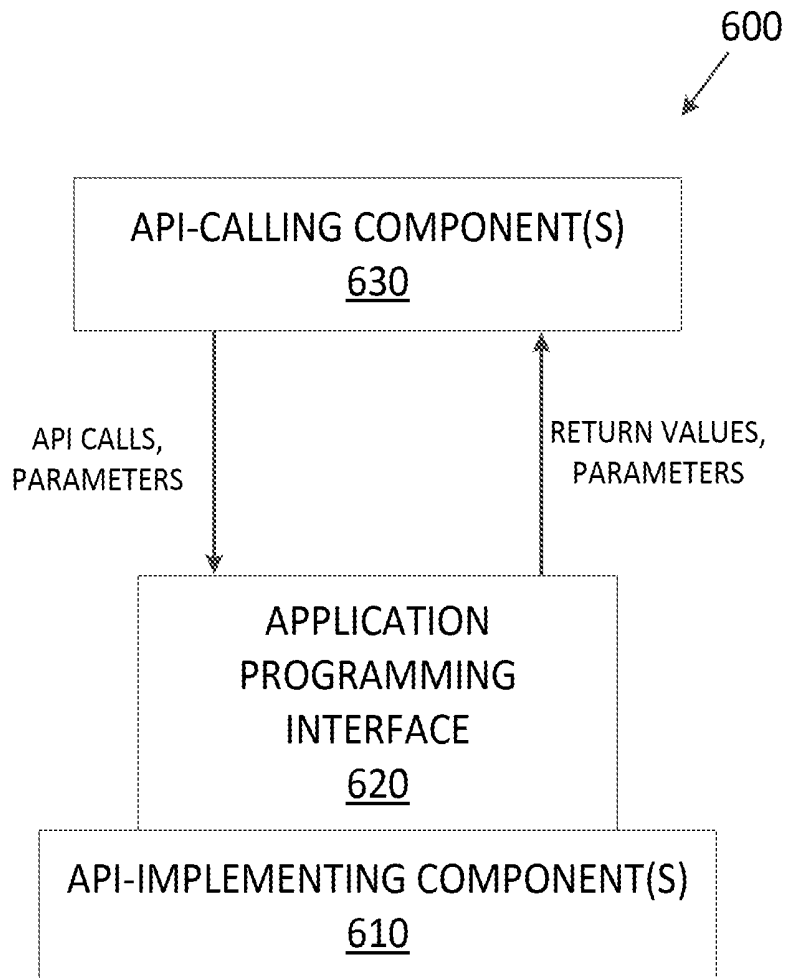 600
API-CALLING COMPONENT(S)
630
API CALLS,
PARAMETERS
RETURN VALUES,
PARAMETERS
APPLICATION
PROGRAMMING
INTERFACE
620
API-IMPLEMENTING COMPONENT(S)
610